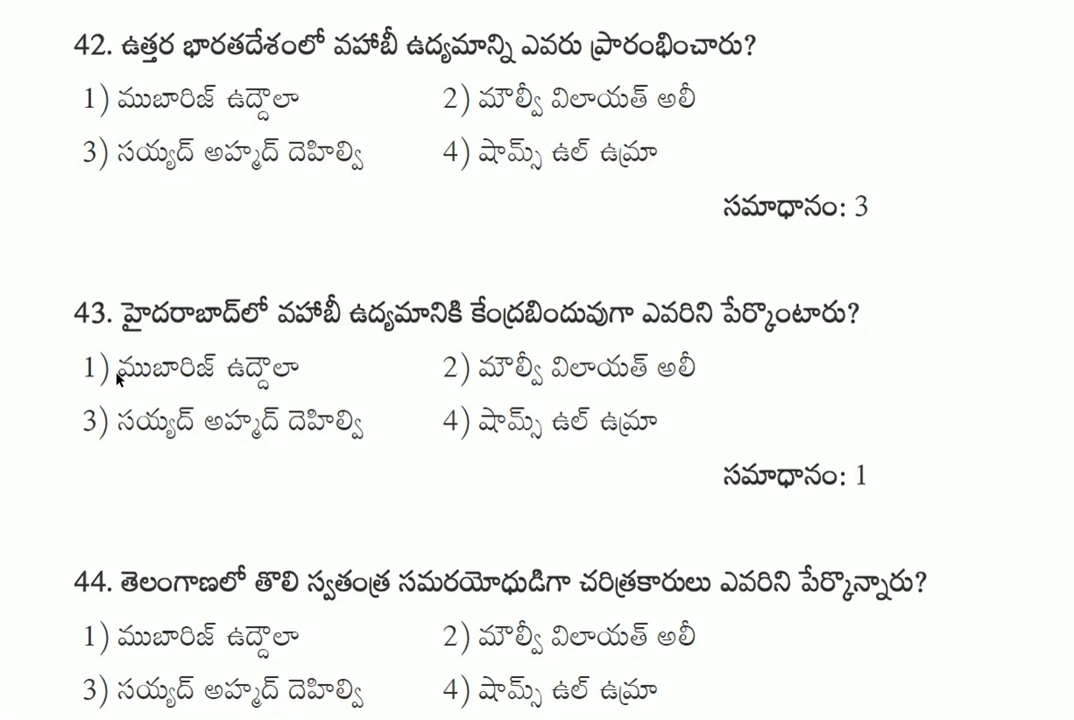 42. ఉత్తర భారతదేశంలో వహాబీ ఉద్యమాన్ని ఎవరు ప్రారంభించారు?
1) ముబారిజ్ ఉద్దౌలా 2) మౌల్వీ విలాయత్ అలీ
3) సయ్యద్ అహ్మద్ దెహిల్వి 4) షామ్స్ ఉల్ ఉమ్రా
సమాధానం: 3
43. హైదరాబాద్‌లో వహాబీ ఉద్యమానికి కేంద్రబిందువుగా ఎవరిని పేర్కొంటారు?
1) ముబారిజ్ ఉద్దౌలా 2) మౌల్వీ విలాయత్ అలీ
3) సయ్యద్ అహ్మద్ దెహిల్వి 4) షామ్స్ ఉల్ ఉమ్రా
సమాధానం: 1
44. తెలంగాణలో తొలి స్వతంత్ర సమరయోధుడిగా చరిత్రకారులు ఎవరిని పేర్కొన్నారు?
1) ముబారిజ్ ఉద్దౌలా 2) మౌల్వీ విలాయత్ అలీ
3) సయ్యద్ అహ్మద్ దెహిల్వి 4) షామ్స్ ఉల్ ఉమ్రా